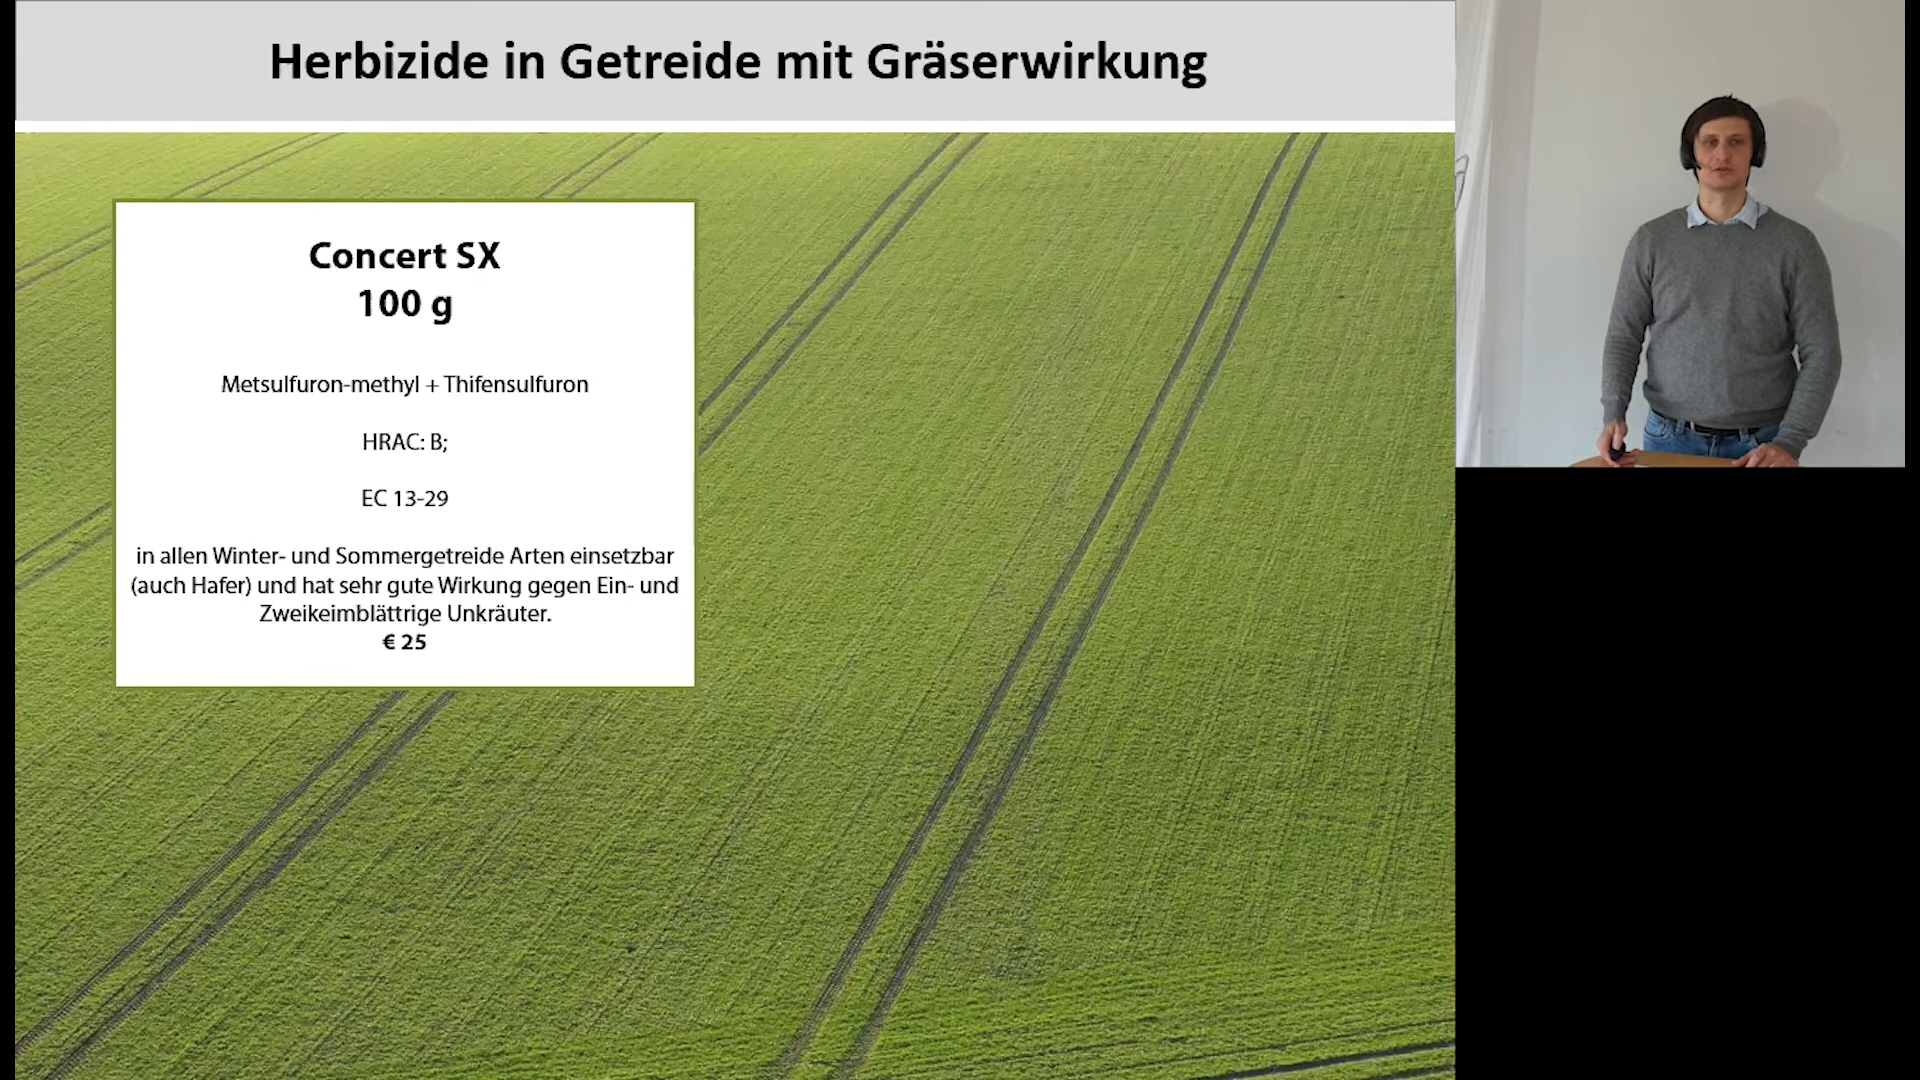 Herbizide in Getreide mit Gräserwirkung
Concert SX
100 g
Metsulfuron-methyl + Thifensulfuron
HRAC: B;
EC 13-29
in allen Winter- und Sommergetreide Arten einsetzbar
(auch Hafer) und hat sehr gute Wirkung gegen Ein- und
Zweikeimblättrige Unkräuter.
€ 25